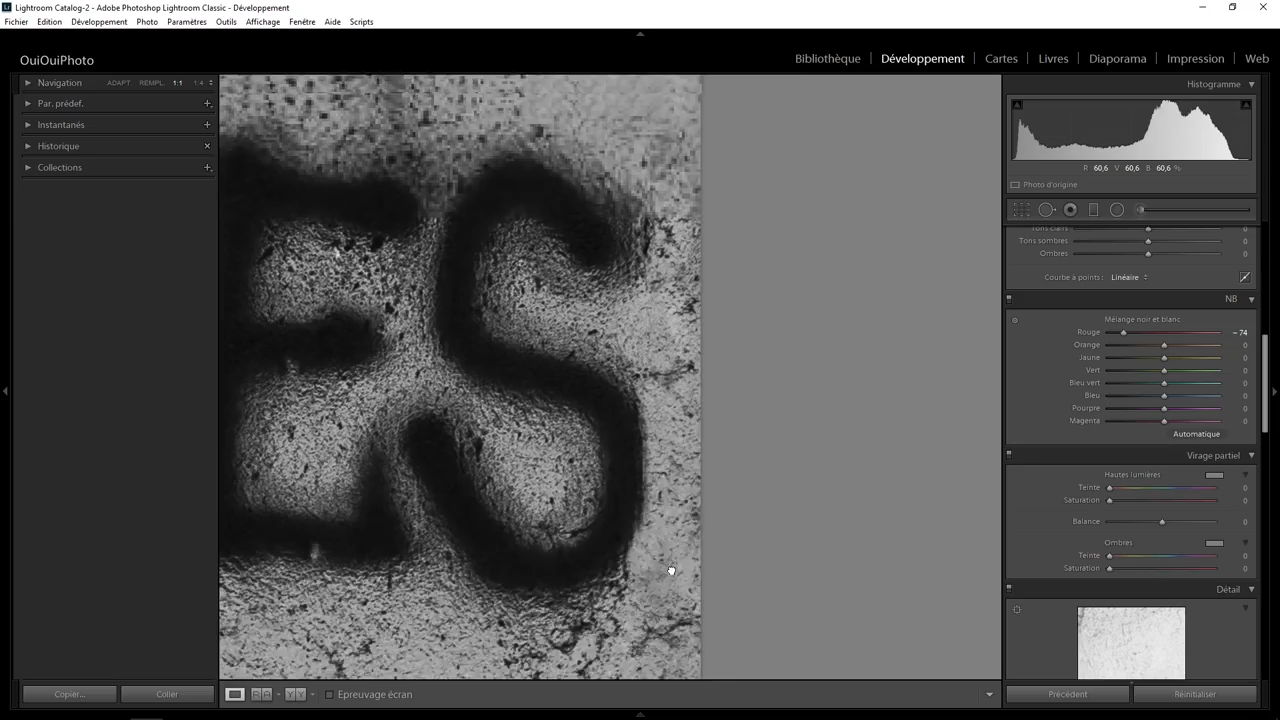 Lightroom Catalog-2 - Adobe Photoshop Lightroom Classic - Développement
Fichier Edition Développement Photo Paramètres Outils Affichage Fenêtre Aide Scripts
OuiOuiPhoto
Bibliothèque | Développement | Cartes | Livres | Diaporama | Impression | Web
Navigation ADAPT. REMPL. 1:1 1:4
Par. prédéf.
Instantanés
Historique
Collections
ES
Histogramme
R 60,6 V 60,6 B 60,6 %
Photo d'origine
Tons clairs 0
Tons sombres 0
Ombres 0
Courbe à points : Linéaire
NB
Mélange noir et blanc
Rouge - 74
Orange 0
Jaune 0
Vert 0
Bleu vert 0
Bleu 0
Pourpre 0
Magenta 0
Automatique
Virage partiel
Hautes lumières
Teinte 0
Saturation 0
Balance 0
Ombres
Teinte 0
Saturation 0
Détail
Copier... Coller
Epreuvage écran
Précédent Réinitialiser